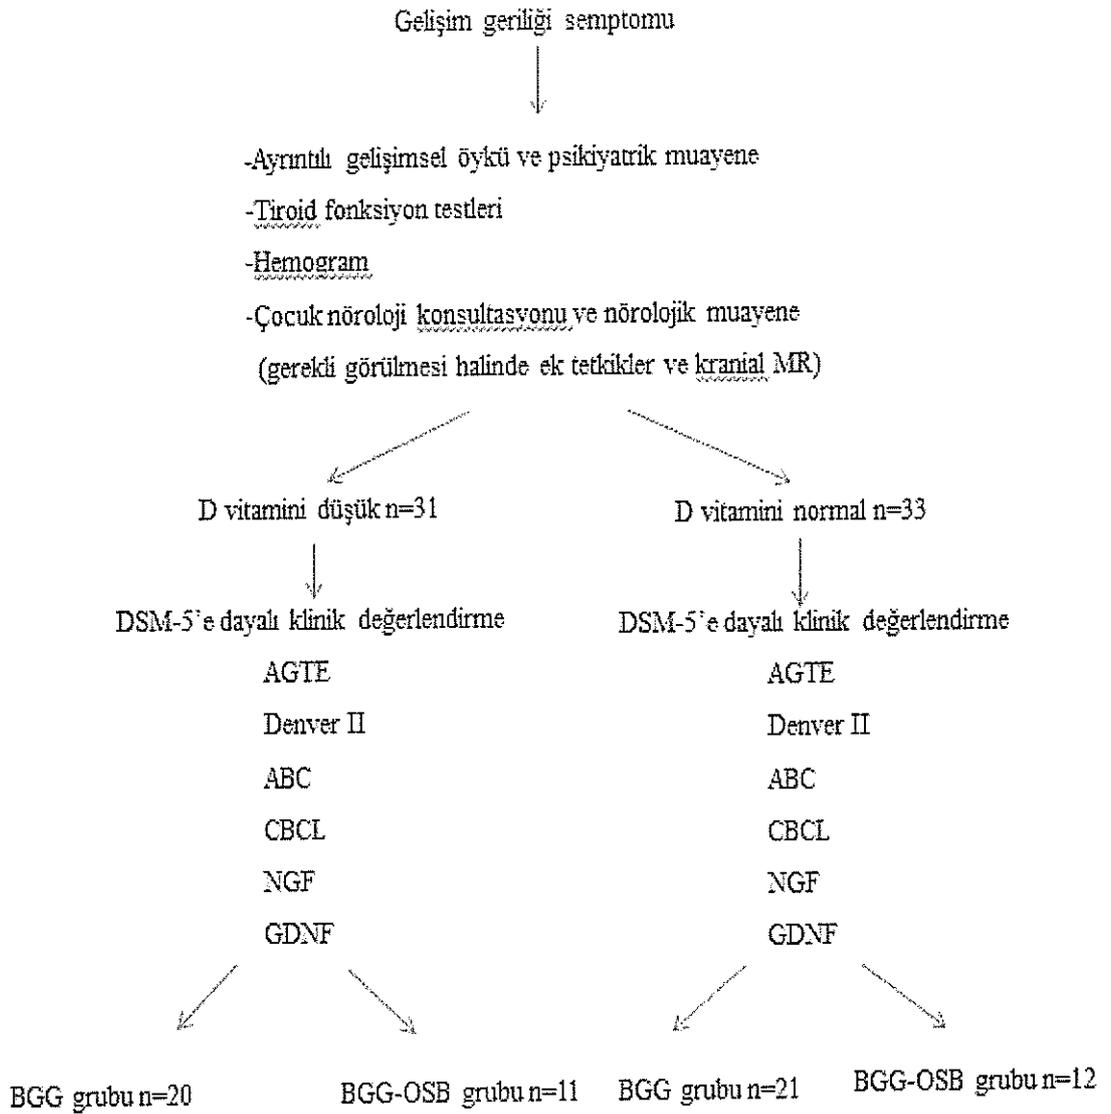 Gelişim geriliği semptomu
-Ayrıntılı gelişimsel öykü ve psikiyatrik muayene
-Tiroid fonksiyon testleri
-Hemogram
-Çocuk nöroloji konsultasyonu ve nörolojik muayene
(gerekli görülmesi halinde ek tetkikler ve kranial MR)
D vitamini düşük n=31
D vitamini normal n=33
DSM-5'e dayalı klinik değerlendirme
AGTE
Denver II
ABC
CBCL
NGF
GDNF
DSM-5'e dayalı klinik değerlendirme
AGTE
Denver II
ABC
CBCL
NGF
GDNF
BGG grubu n=20
BGG-OSB grubu n=11
BGG grubu n=21
BGG-OSB grubu n=12